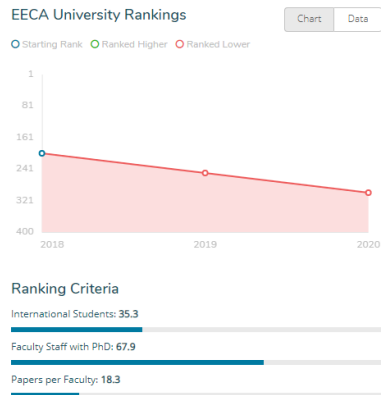 EECA University Rankings
Chart Data
Starting Rank Ranked Higher Ranked Lower
1
81
161
241
321
400
2018 2019 2020
Ranking Criteria
International Students: 35.3
Faculty Staff with PhD: 67.9
Papers per Faculty: 18.3